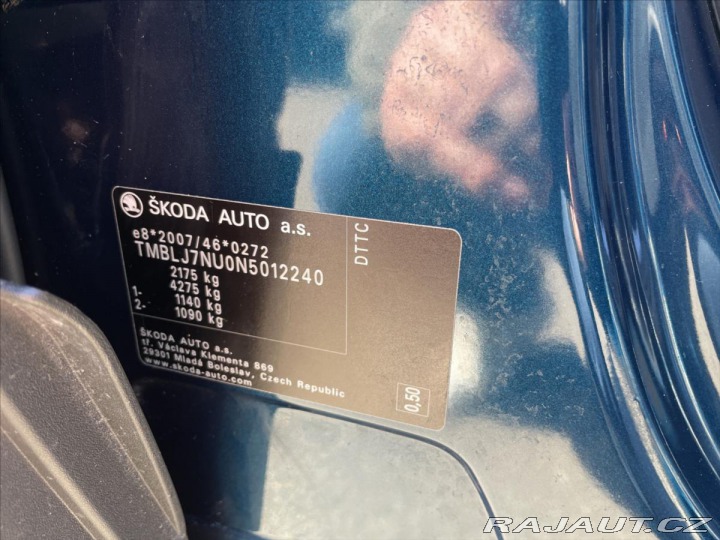 ŠKODA AUTO a.s.
e8*2007/46*0272
TMBLJ7NU0N5012240
2175 kg
4275 kg
1- 1140 kg
2- 1090 kg
DTTC
ŠKODA AUTO a.s.
tř. Václava Klementa 869
29301 Mladá Boleslav, Czech Republic
www.skoda-auto.com
0,50
RAJAUT.CZ